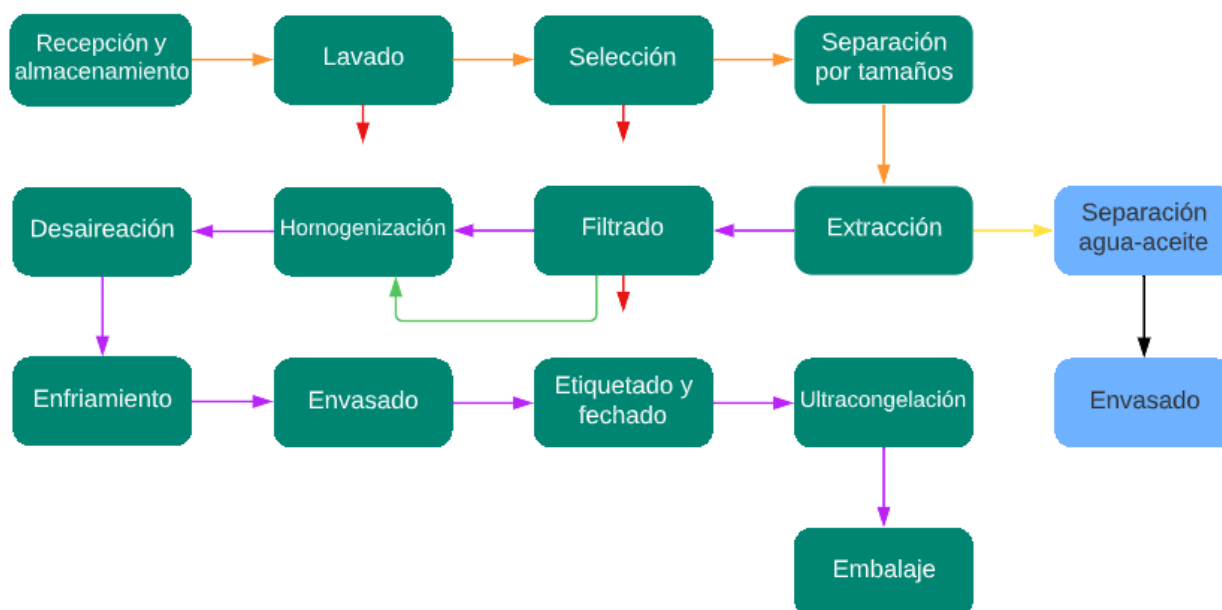 Recepción y
almacenamiento
Lavado
Selección
Separación
por tamaños
Desaireación
Homogenización
Filtrado
Extracción
Separación
agua-aceite
Enfriamiento
Envasado
Etiquetado y
fechado
Ultracongelación
Envasado
Embalaje